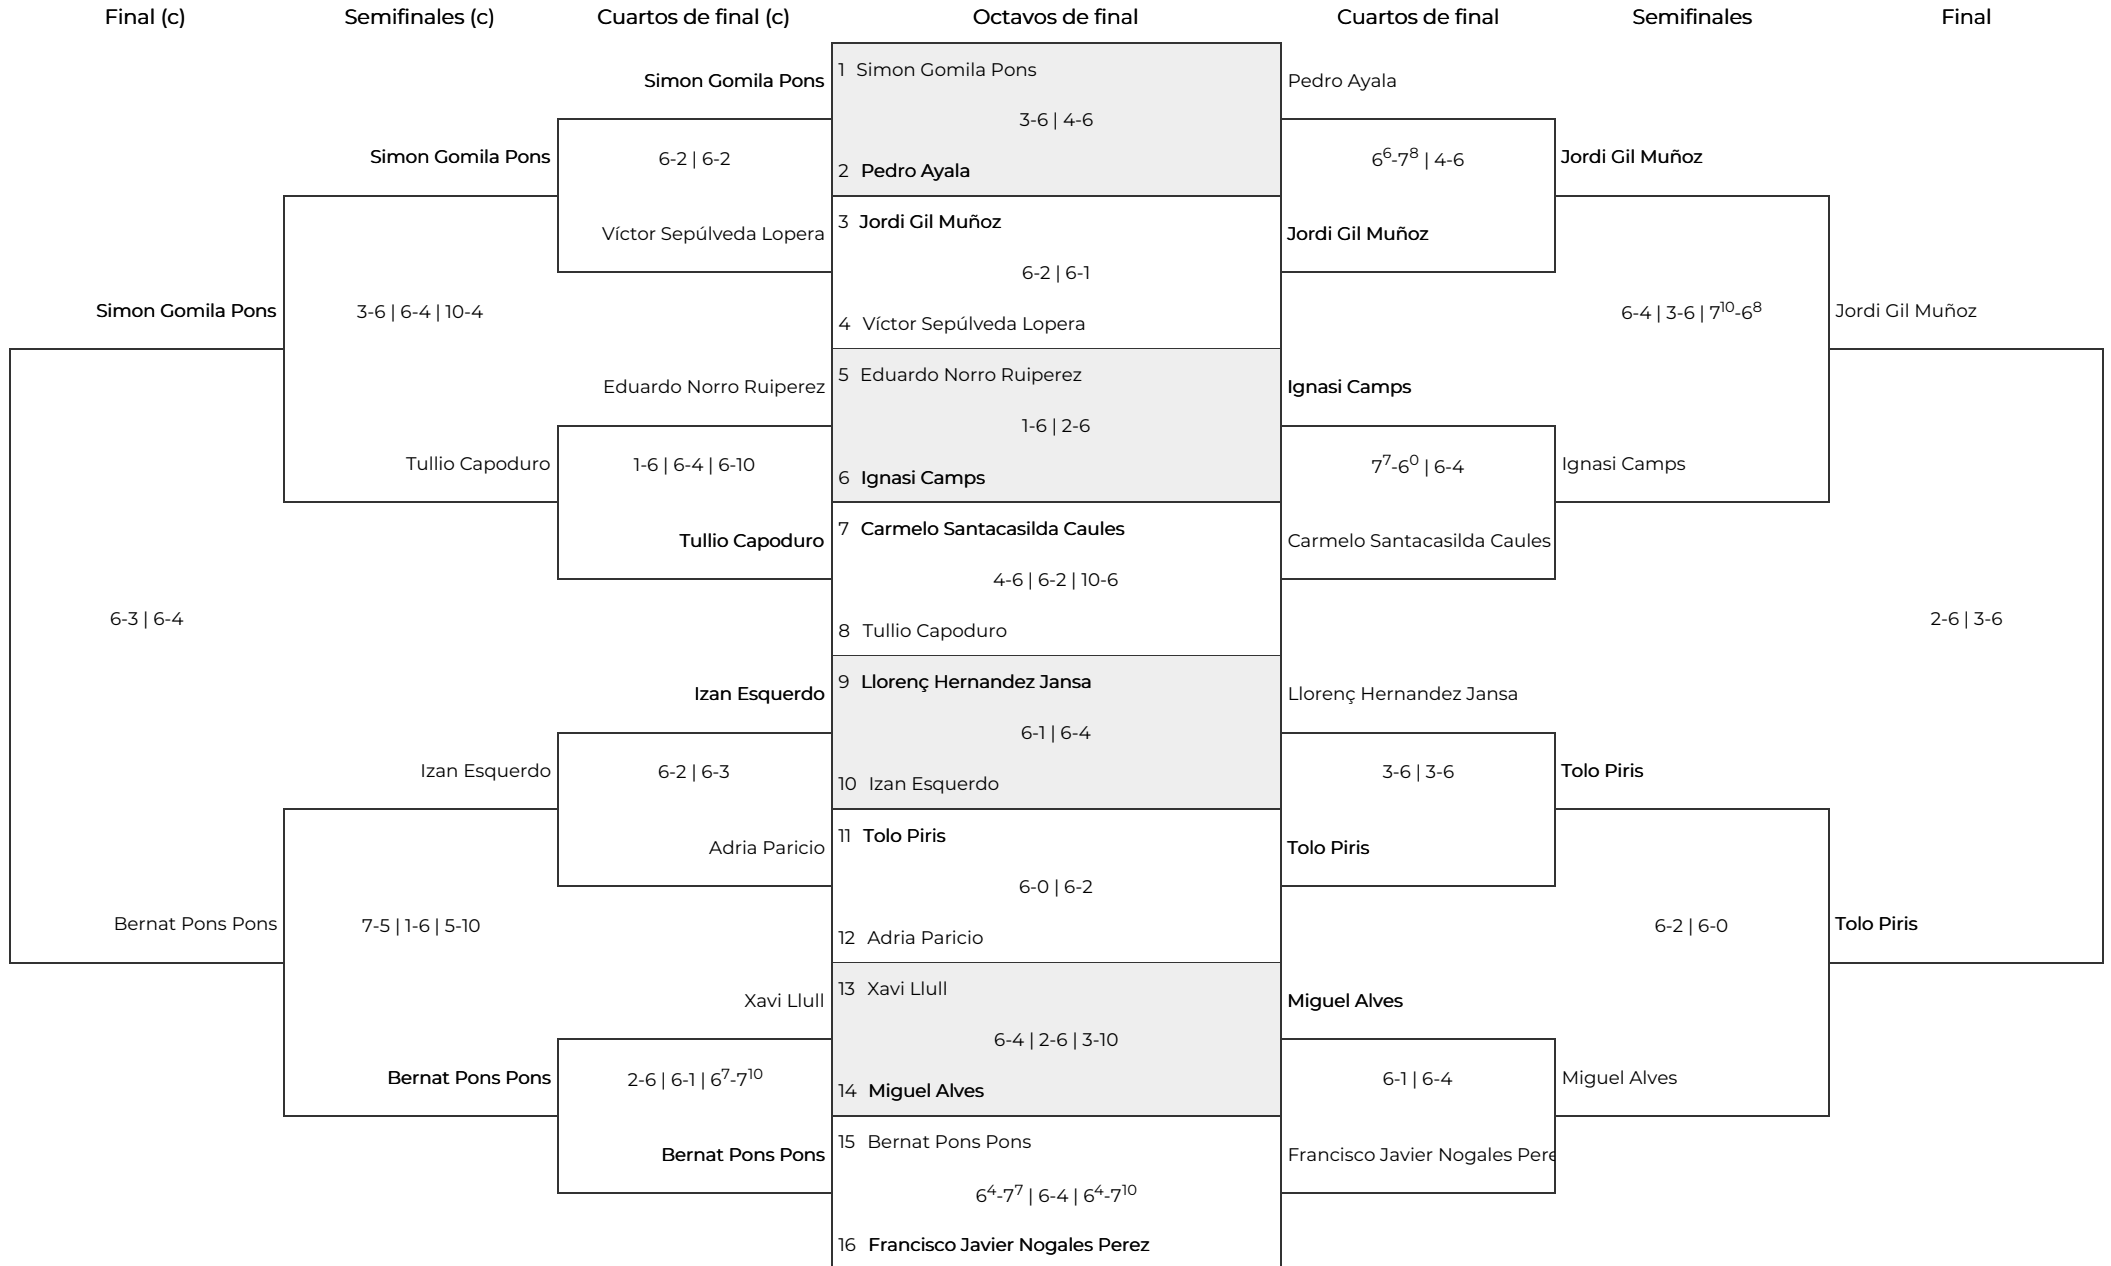 Final (c)
Semifinales (c)
Cuartos de final (c)
Octavos de final
Cuartos de final
Semifinales
Final
Simon Gomila Pons
6-3 | 6-4
Bernat Pons Pons
Simon Gomila Pons
3-6 | 6-4 | 10-4
Tullio Capoduro
Izan Esquerdo
7-5 | 1-6 | 5-10
Bernat Pons Pons
Simon Gomila Pons
6-2 | 6-2
Víctor Sepúlveda Lopera
Eduardo Norro Ruiperez
1-6 | 6-4 | 6-10
Tullio Capoduro
Izan Esquerdo
6-2 | 6-3
Adria Paricio
Xavi Llull
2-6 | 6-1 | 6⁷-7¹⁰
Bernat Pons Pons
1 Simon Gomila Pons
3-6 | 4-6
2 Pedro Ayala
3 Jordi Gil Muñoz
6-2 | 6-1
4 Víctor Sepúlveda Lopera
5 Eduardo Norro Ruiperez
1-6 | 2-6
6 Ignasi Camps
7 Carmelo Santacasilda Caules
4-6 | 6-2 | 10-6
8 Tullio Capoduro
9 Llorenç Hernandez Jansa
6-1 | 6-4
10 Izan Esquerdo
11 Tolo Piris
6-0 | 6-2
12 Adria Paricio
13 Xavi Llull
6-4 | 2-6 | 3-10
14 Miguel Alves
15 Bernat Pons Pons
6⁴-7⁷ | 6-4 | 6⁴-7¹⁰
16 Francisco Javier Nogales Perez
Pedro Ayala
6⁶-7⁸ | 4-6
Jordi Gil Muñoz
Ignasi Camps
7⁷-6⁰ | 6-4
Carmelo Santacasilda Caules
Llorenç Hernandez Jansa
3-6 | 3-6
Tolo Piris
Miguel Alves
6-1 | 6-4
Francisco Javier Nogales Pere
Jordi Gil Muñoz
6-4 | 3-6 | 7¹⁰-6⁸
Ignasi Camps
Tolo Piris
6-2 | 6-0
Miguel Alves
Jordi Gil Muñoz
2-6 | 3-6
Tolo Piris